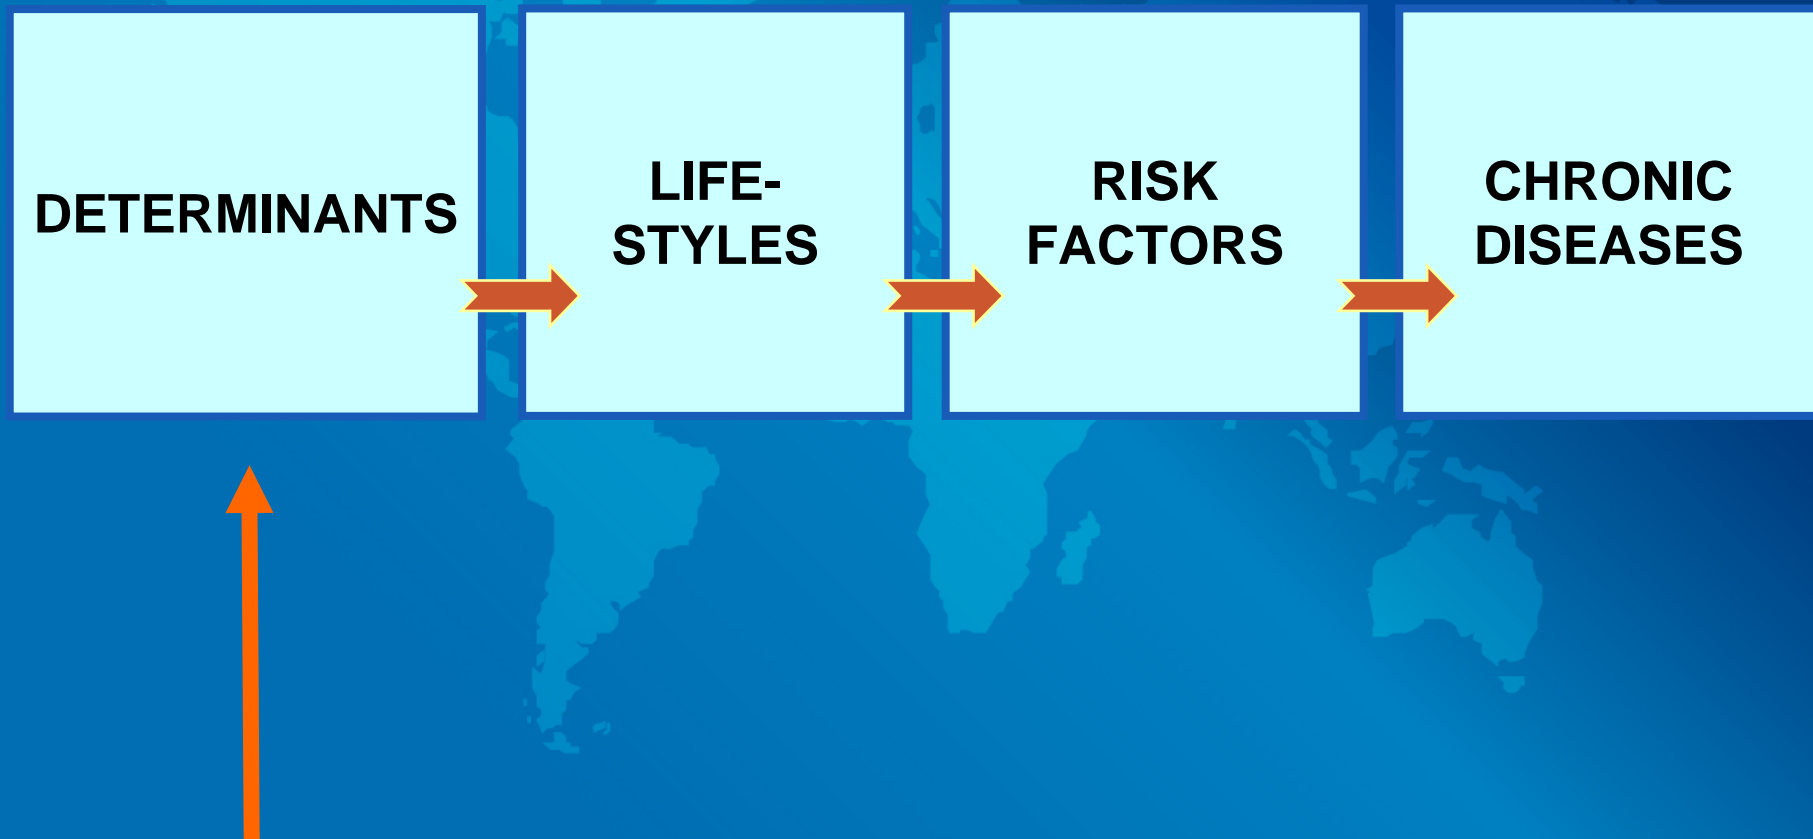 DETERMINANTS
LIFE-
STYLES
RISK
FACTORS
CHRONIC
DISEASES